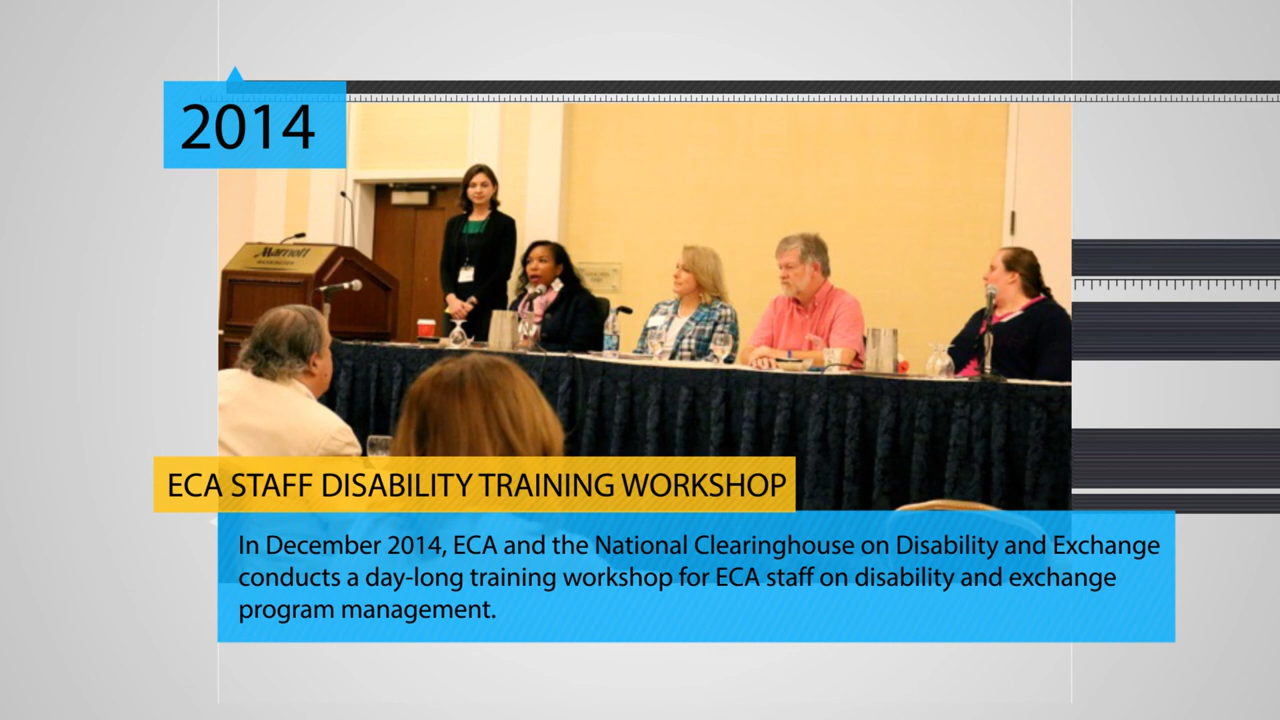 2014
Marriott
ECA STAFF DISABILITY TRAINING WORKSHOP
In December 2014, ECA and the National Clearinghouse on Disability and Exchange
conducts a day-long training workshop for ECA staff on disability and exchange
program management.